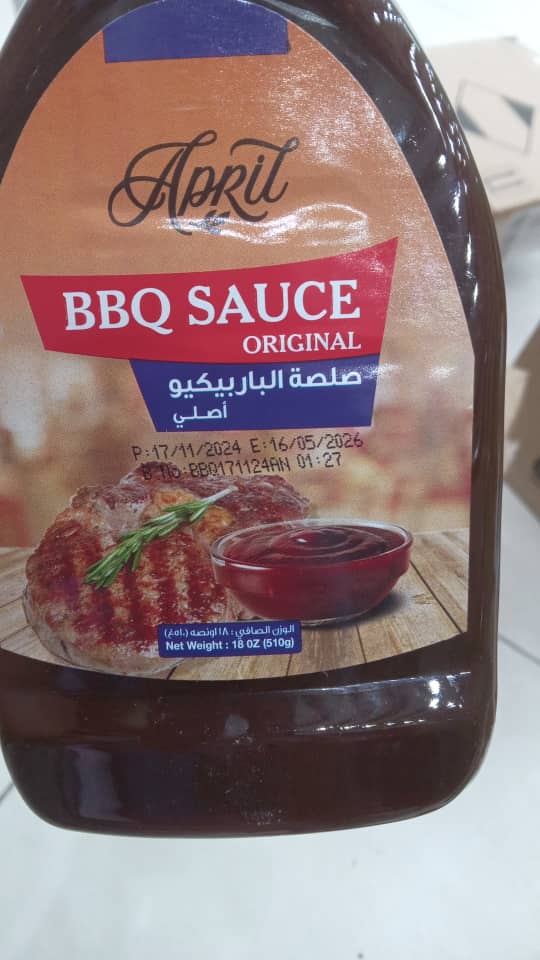 April
BBQ SAUCE
ORIGINAL
صلصة الباربيكيو
أصلي
P:17/11/2024 E:16/05/2026
B No:BBQ171124AN 01:27
الوزن الصافي : ١٨ اونصه (٥١٠غ)
Net Weight : 18 OZ (510g)